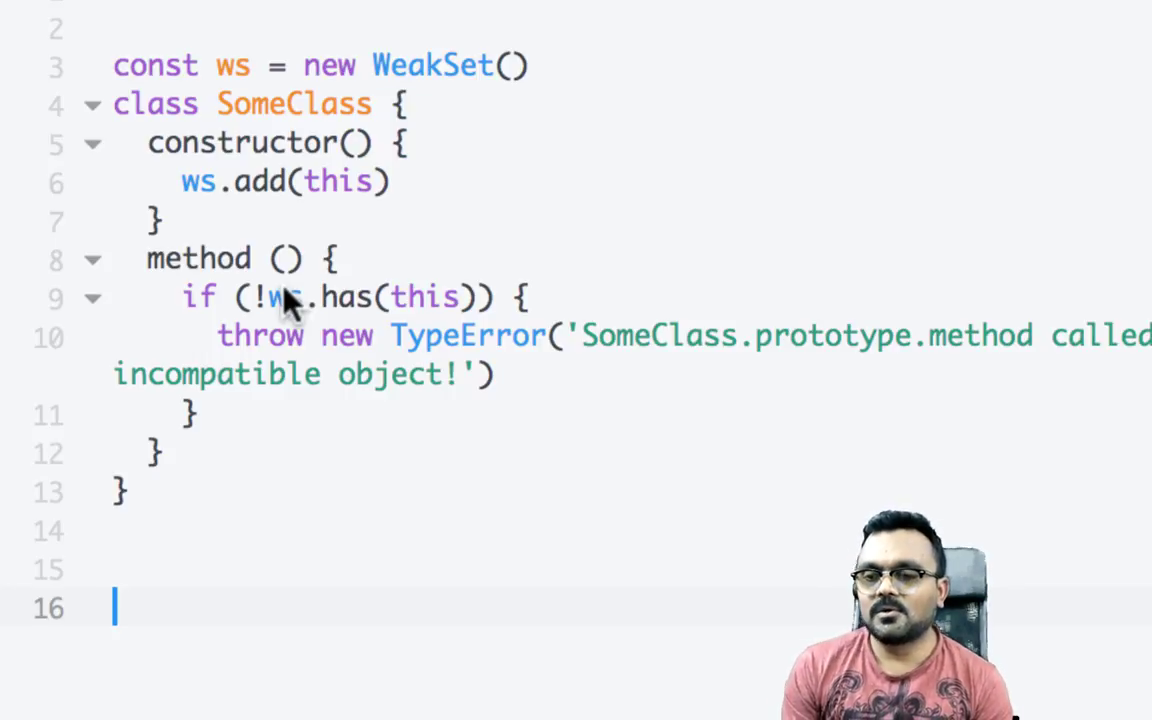 2
3 const ws = new WeakSet()
4 class SomeClass {
5 constructor() {
6 ws.add(this)
7 }
8 method () {
9 if (!ws.has(this)) {
10 throw new TypeError('SomeClass.prototype.method called
incompatible object!')
11 }
12 }
13 }
14
15
16